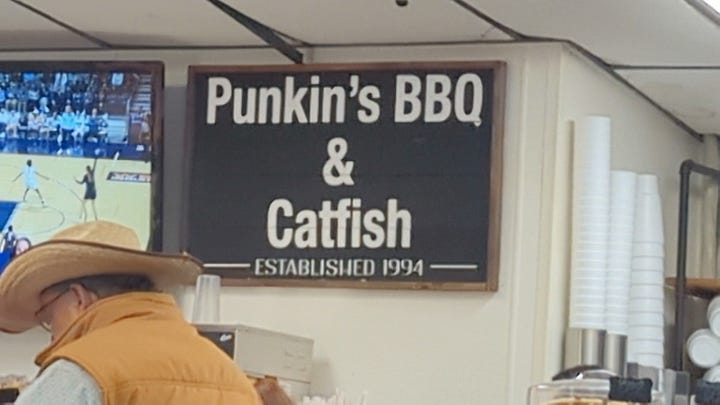 Punkin's BBQ
&
Catfish
ESTABLISHED 1994